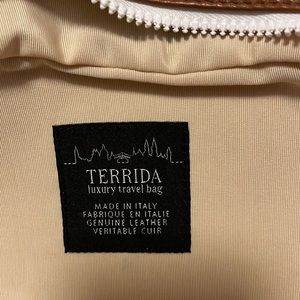 TERRIDA
luxury travel bag
MADE IN ITALY
FABRIQUE EN ITALIE
GENUINE LEATHER
VERITABLE CUIR